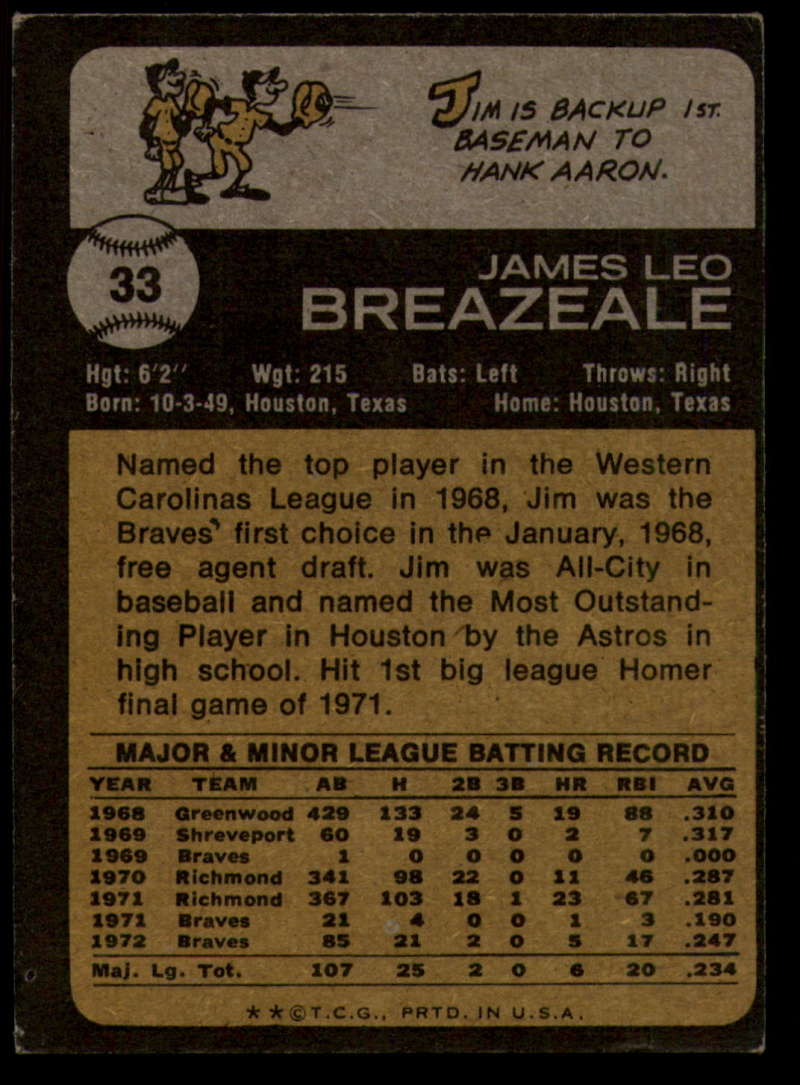 JIM IS BACKUP 1ST.
BASEMAN TO
HANK AARON.
33
JAMES LEO
BREAZEALE
Hgt: 6'2" Wgt: 215 Bats: Left Throws: Right
Born: 10-3-49, Houston, Texas Home: Houston, Texas
Named the top player in the Western
Carolinas League in 1968, Jim was the
Braves' first choice in the January, 1968,
free agent draft. Jim was All-City in
baseball and named the Most Outstand-
ing Player in Houston by the Astros in
high school. Hit 1st big league Homer
final game of 1971.
MAJOR & MINOR LEAGUE BATTING RECORD
YEAR TEAM AB H 2B 3B HR RBI AVG
1968 Greenwood 429 133 24 5 19 88 .310
1969 Shreveport 60 19 3 0 2 7 .317
1969 Braves 1 0 0 0 0 0 .000
1970 Richmond 341 98 22 0 11 46 .287
1971 Richmond 367 103 18 1 23 67 .281
1971 Braves 21 4 0 0 1 3 .190
1972 Braves 85 21 2 0 5 17 .247
Maj. Lg. Tot. 107 25 2 0 6 20 .234
★ ★ © T.C.G., PRTD. IN U.S.A.